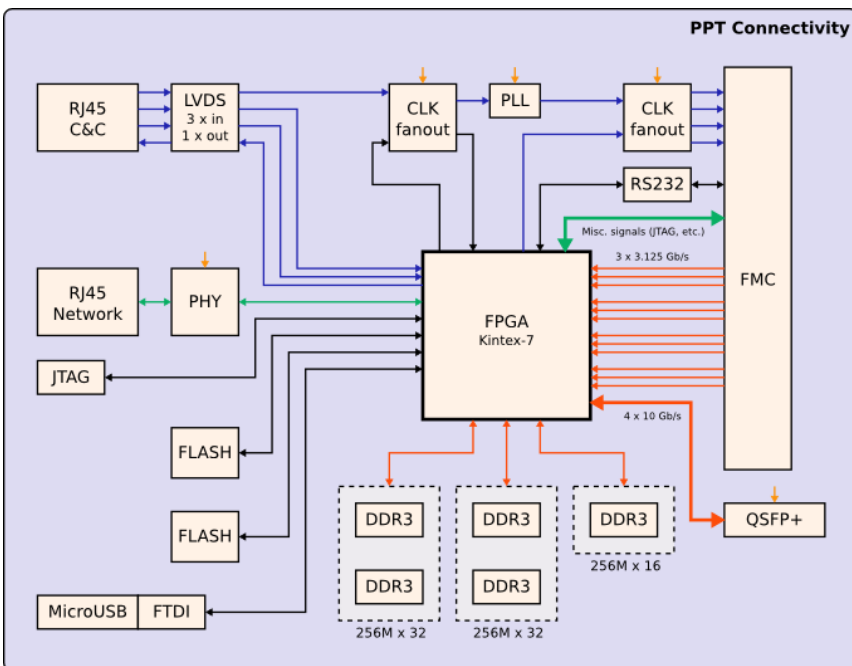 PPT Connectivity
RJ45
C&C
LVDS
3 x in
1 x out
CLK
fanout
PLL
CLK
fanout
RS232
Misc. signals (JTAG, etc.)
3 x 3.125 Gb/s
FMC
RJ45
Network
PHY
FPGA
Kintex-7
JTAG
4 x 10 Gb/s
FLASH
FLASH
DDR3
DDR3
DDR3
QSFP+
256M x 16
DDR3
DDR3
MicroUSB
FTDI
256M x 32
256M x 32